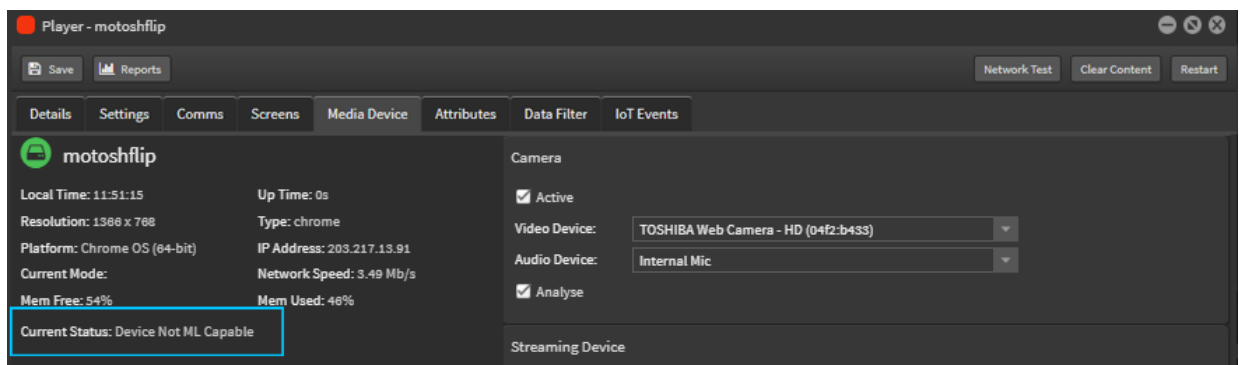 Player - motoshflip
Save Reports Network Test Clear Content Restart
Details Settings Comms Screens Media Device Attributes Data Filter IoT Events
motoshflip
Local Time: 11:51:15 Up Time: 0s
Resolution: 1366 x 768 Type: chrome
Platform: Chrome OS (64-bit) IP Address: 203.217.13.91
Current Mode: Network Speed: 3.49 Mb/s
Mem Free: 54% Mem Used: 46%
Current Status: Device Not ML Capable
Camera
Active
Video Device: TOSHIBA Web Camera - HD (04f2:b433)
Audio Device: Internal Mic
Analyse
Streaming Device